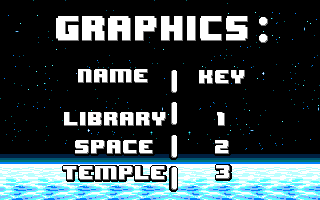 GRAPHICS:
NAME | KEY
LIBRARY | 1
SPACE | 2
TEMPLE | 3